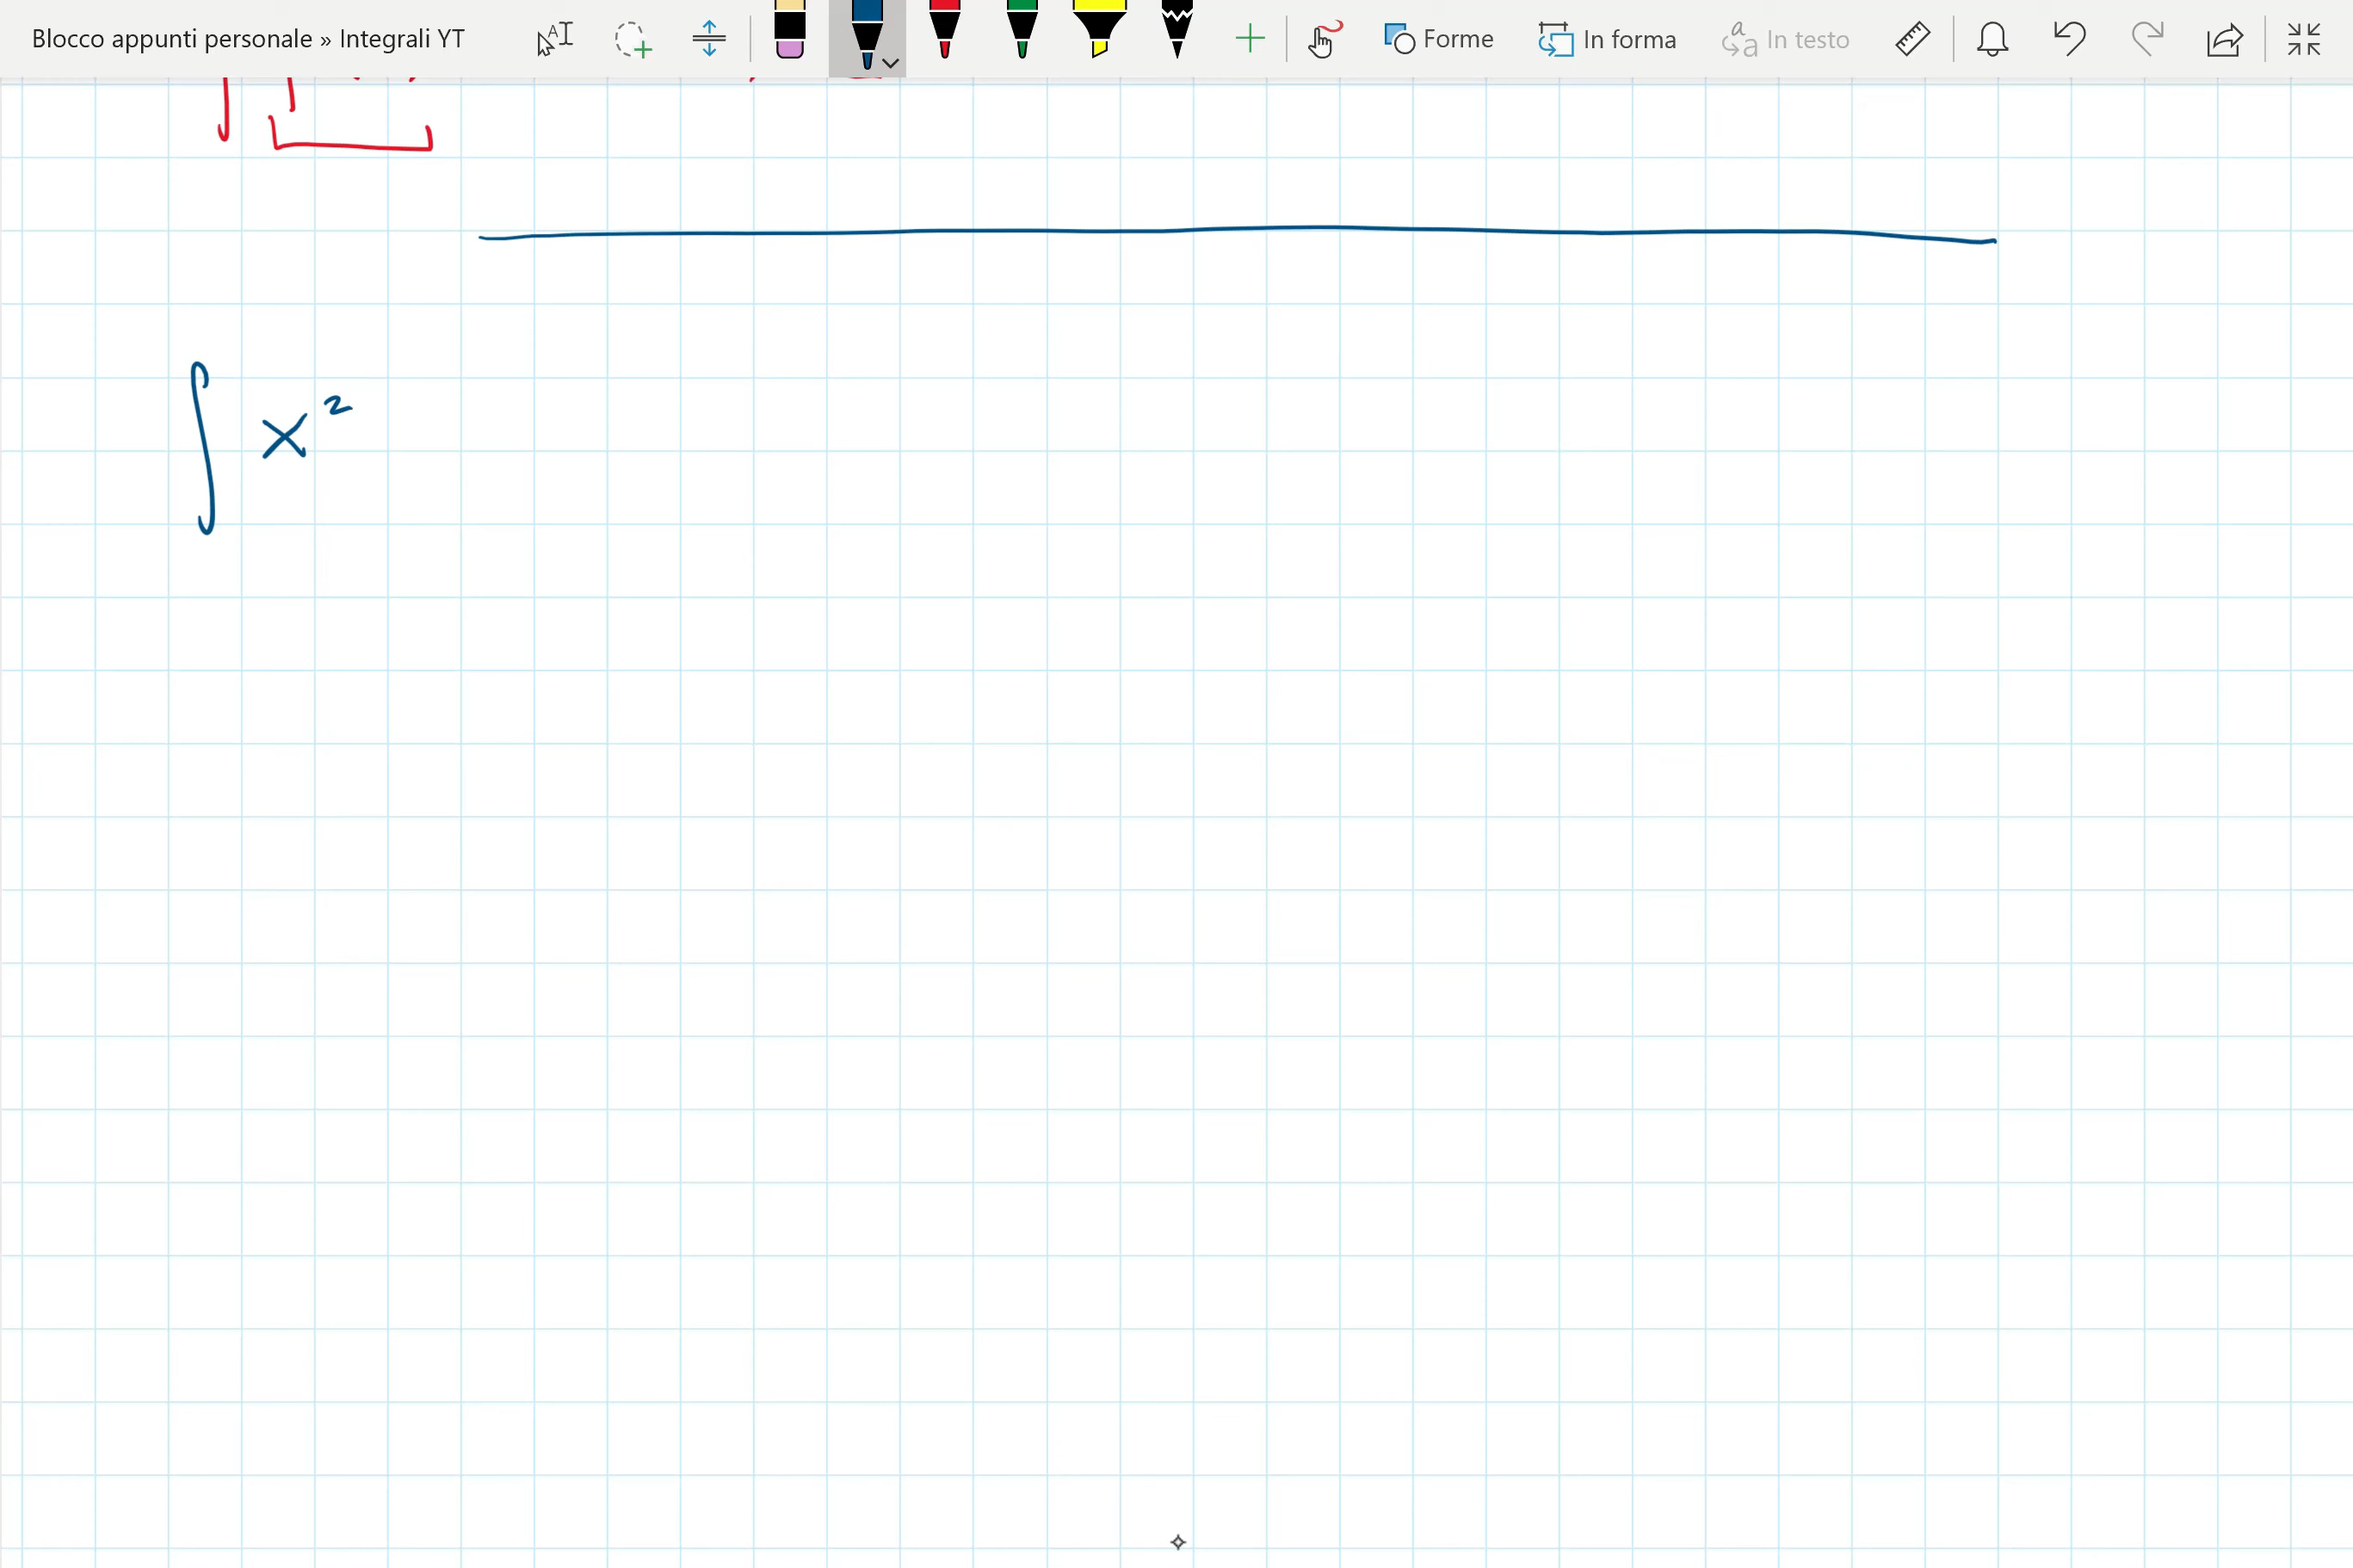 Blocco appunti personale » Integrali YT Forme In forma In testo
∫ x²